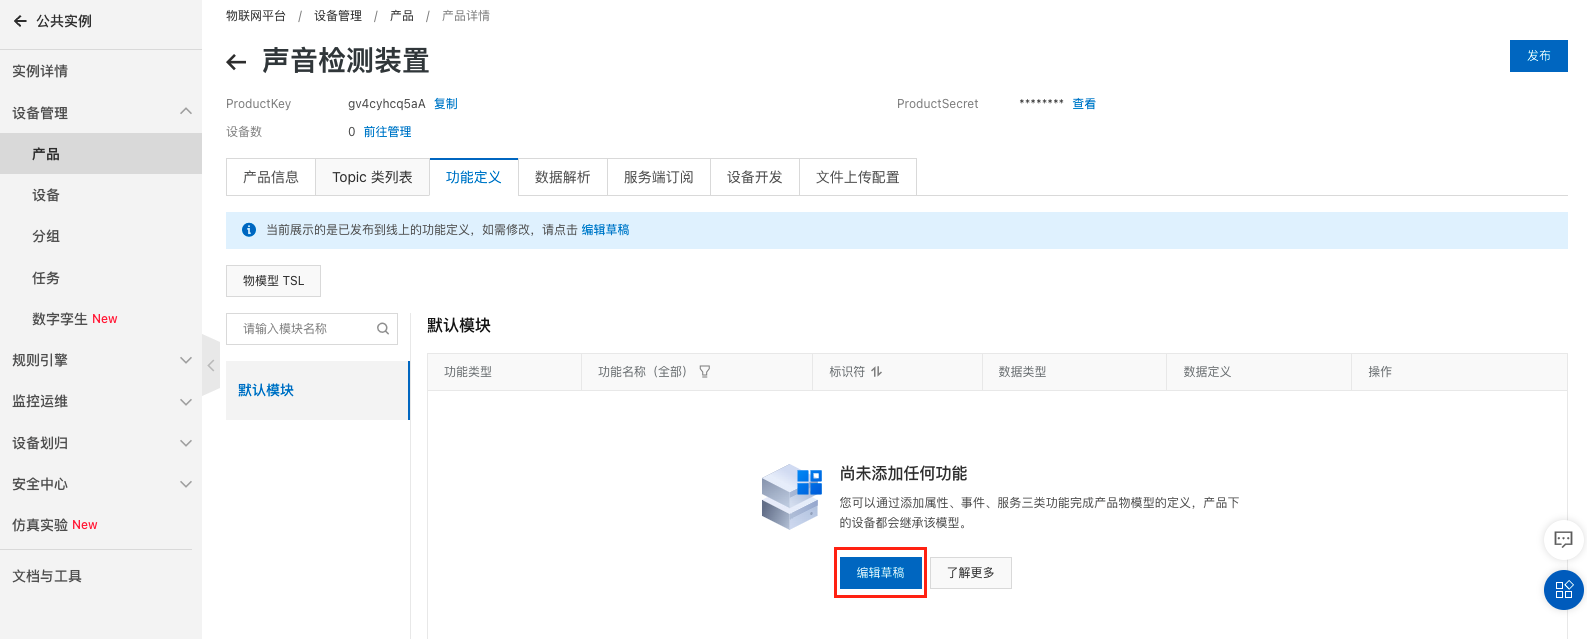 公共实例
实例详情
设备管理
产品
设备
分组
任务
数字孪生 New
规则引擎
监控运维
设备划归
安全中心
仿真实验 New
文档与工具
物联网平台 / 设备管理 / 产品 / 产品详情
声音检测装置
发布
ProductKey gv4cyhcq5aA 复制
ProductSecret ******** 查看
设备数 0 前往管理
产品信息 Topic 类列表 功能定义 数据解析 服务端订阅 设备开发 文件上传配置
当前展示的是已发布到线上的功能定义，如需修改，请点击 编辑草稿
物模型 TSL
请输入模块名称
默认模块
默认模块
功能类型 功能名称（全部） 标识符 数据类型 数据定义 操作
尚未添加任何功能
您可以通过添加属性、事件、服务三类功能完成产品物模型的定义，产品下
的设备都会继承该模型。
编辑草稿 了解更多